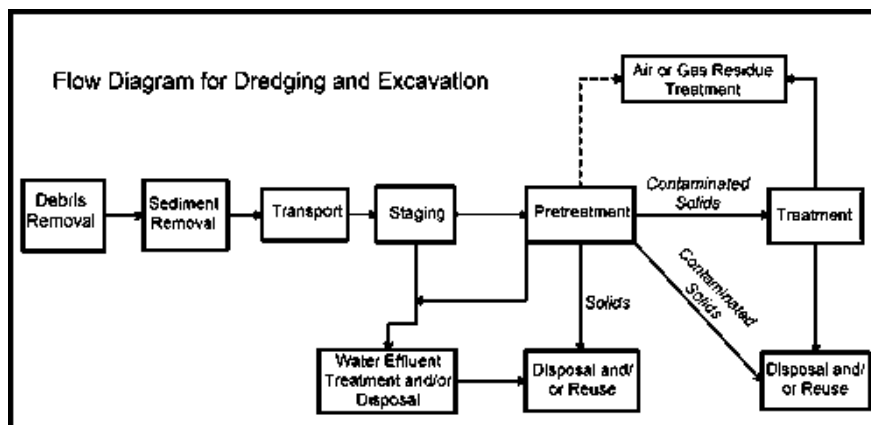 Flow Diagram for Dredging and Excavation
Air or Gas Residue
Treatment
Debris
Removal
Sediment
Removal
Transport
Staging
Pretreatment
Contaminated
Solids
Treatment
Contaminated
Solids
Solids
Water Effluent
Treatment and/or
Disposal
Disposal and/
or Reuse
Disposal and/
or Reuse